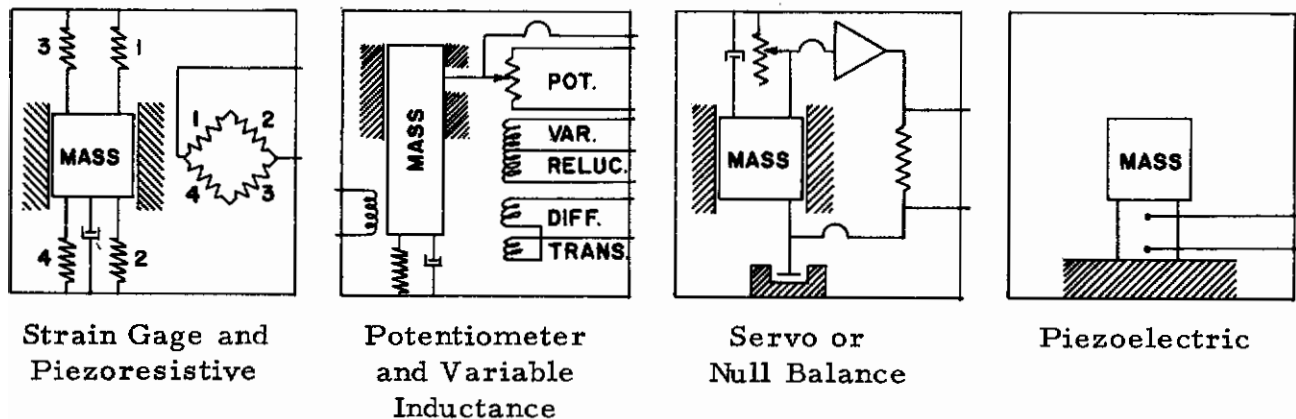 3 1
1 2
MASS
4 3
4 2
MASS
POT.
VAR.
RELUC.
DIFF.
TRANS.
MASS
MASS
Strain Gage and
Piezoresistive
Potentiometer
and Variable
Inductance
Servo or
Null Balance
Piezoelectric